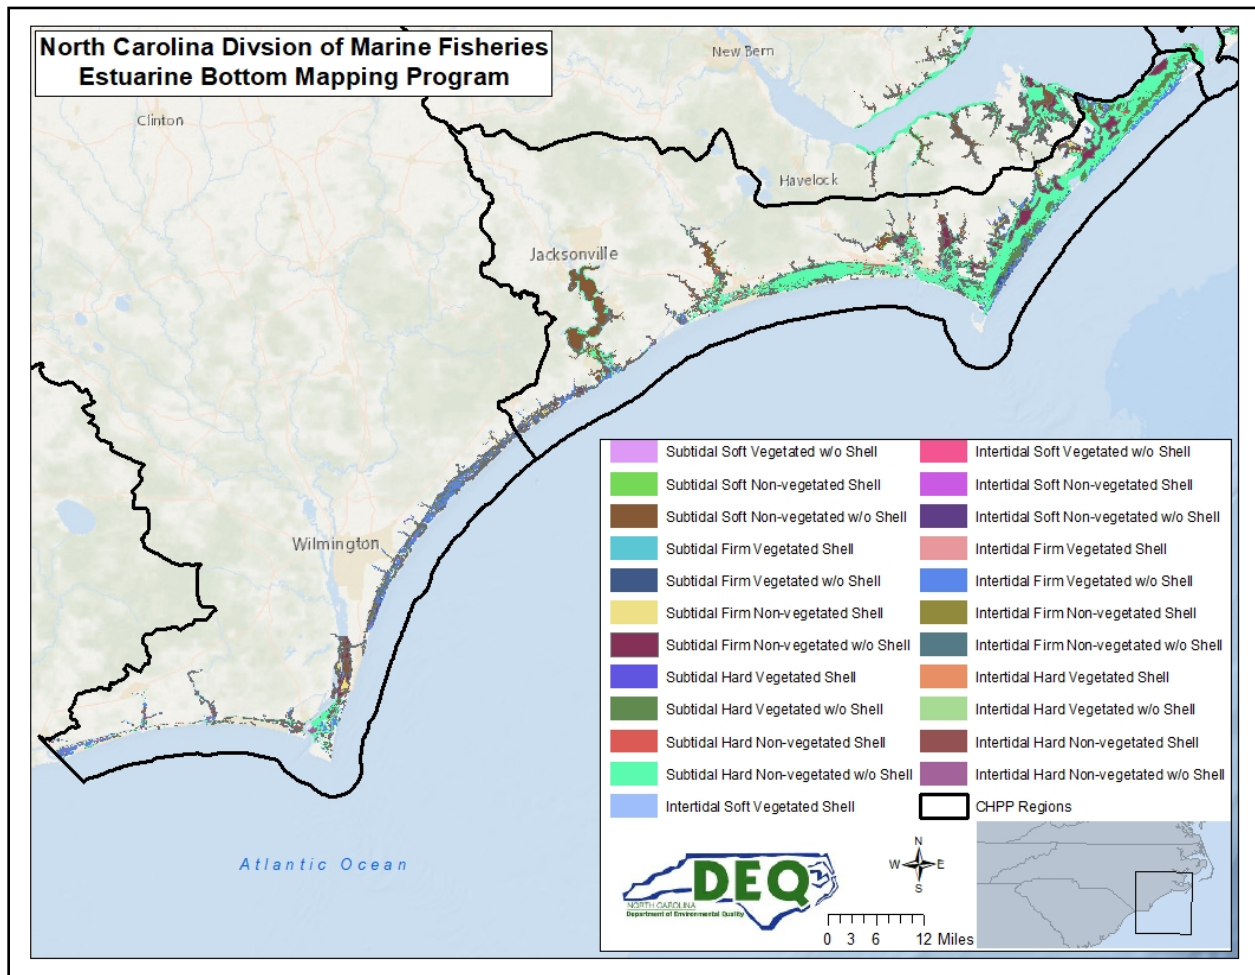 North Carolina Divsion of Marine Fisheries
Estuarine Bottom Mapping Program
New Bern
Clinton
Havelock
Jacksonville
Wilmington
Atlantic Ocean
Subtidal Soft Vegetated w/o Shell
Subtidal Soft Non-vegetated Shell
Subtidal Soft Non-vegetated w/o Shell
Subtidal Firm Vegetated Shell
Subtidal Firm Vegetated w/o Shell
Subtidal Firm Non-vegetated Shell
Subtidal Firm Non-vegetated w/o Shell
Subtidal Hard Vegetated Shell
Subtidal Hard Vegetated w/o Shell
Subtidal Hard Non-vegetated Shell
Subtidal Hard Non-vegetated w/o Shell
Intertidal Soft Vegetated Shell
Intertidal Soft Vegetated w/o Shell
Intertidal Soft Non-vegetated Shell
Intertidal Soft Non-vegetated w/o Shell
Intertidal Firm Vegetated Shell
Intertidal Firm Vegetated w/o Shell
Intertidal Firm Non-vegetated Shell
Intertidal Firm Non-vegetated w/o Shell
Intertidal Hard Vegetated Shell
Intertidal Hard Vegetated w/o Shell
Intertidal Hard Non-vegetated Shell
Intertidal Hard Non-vegetated w/o Shell
CHPP Regions
DEQ
NORTH CAROLINA
Department of Environmental Quality
N
W E
S
0 3 6 12 Miles